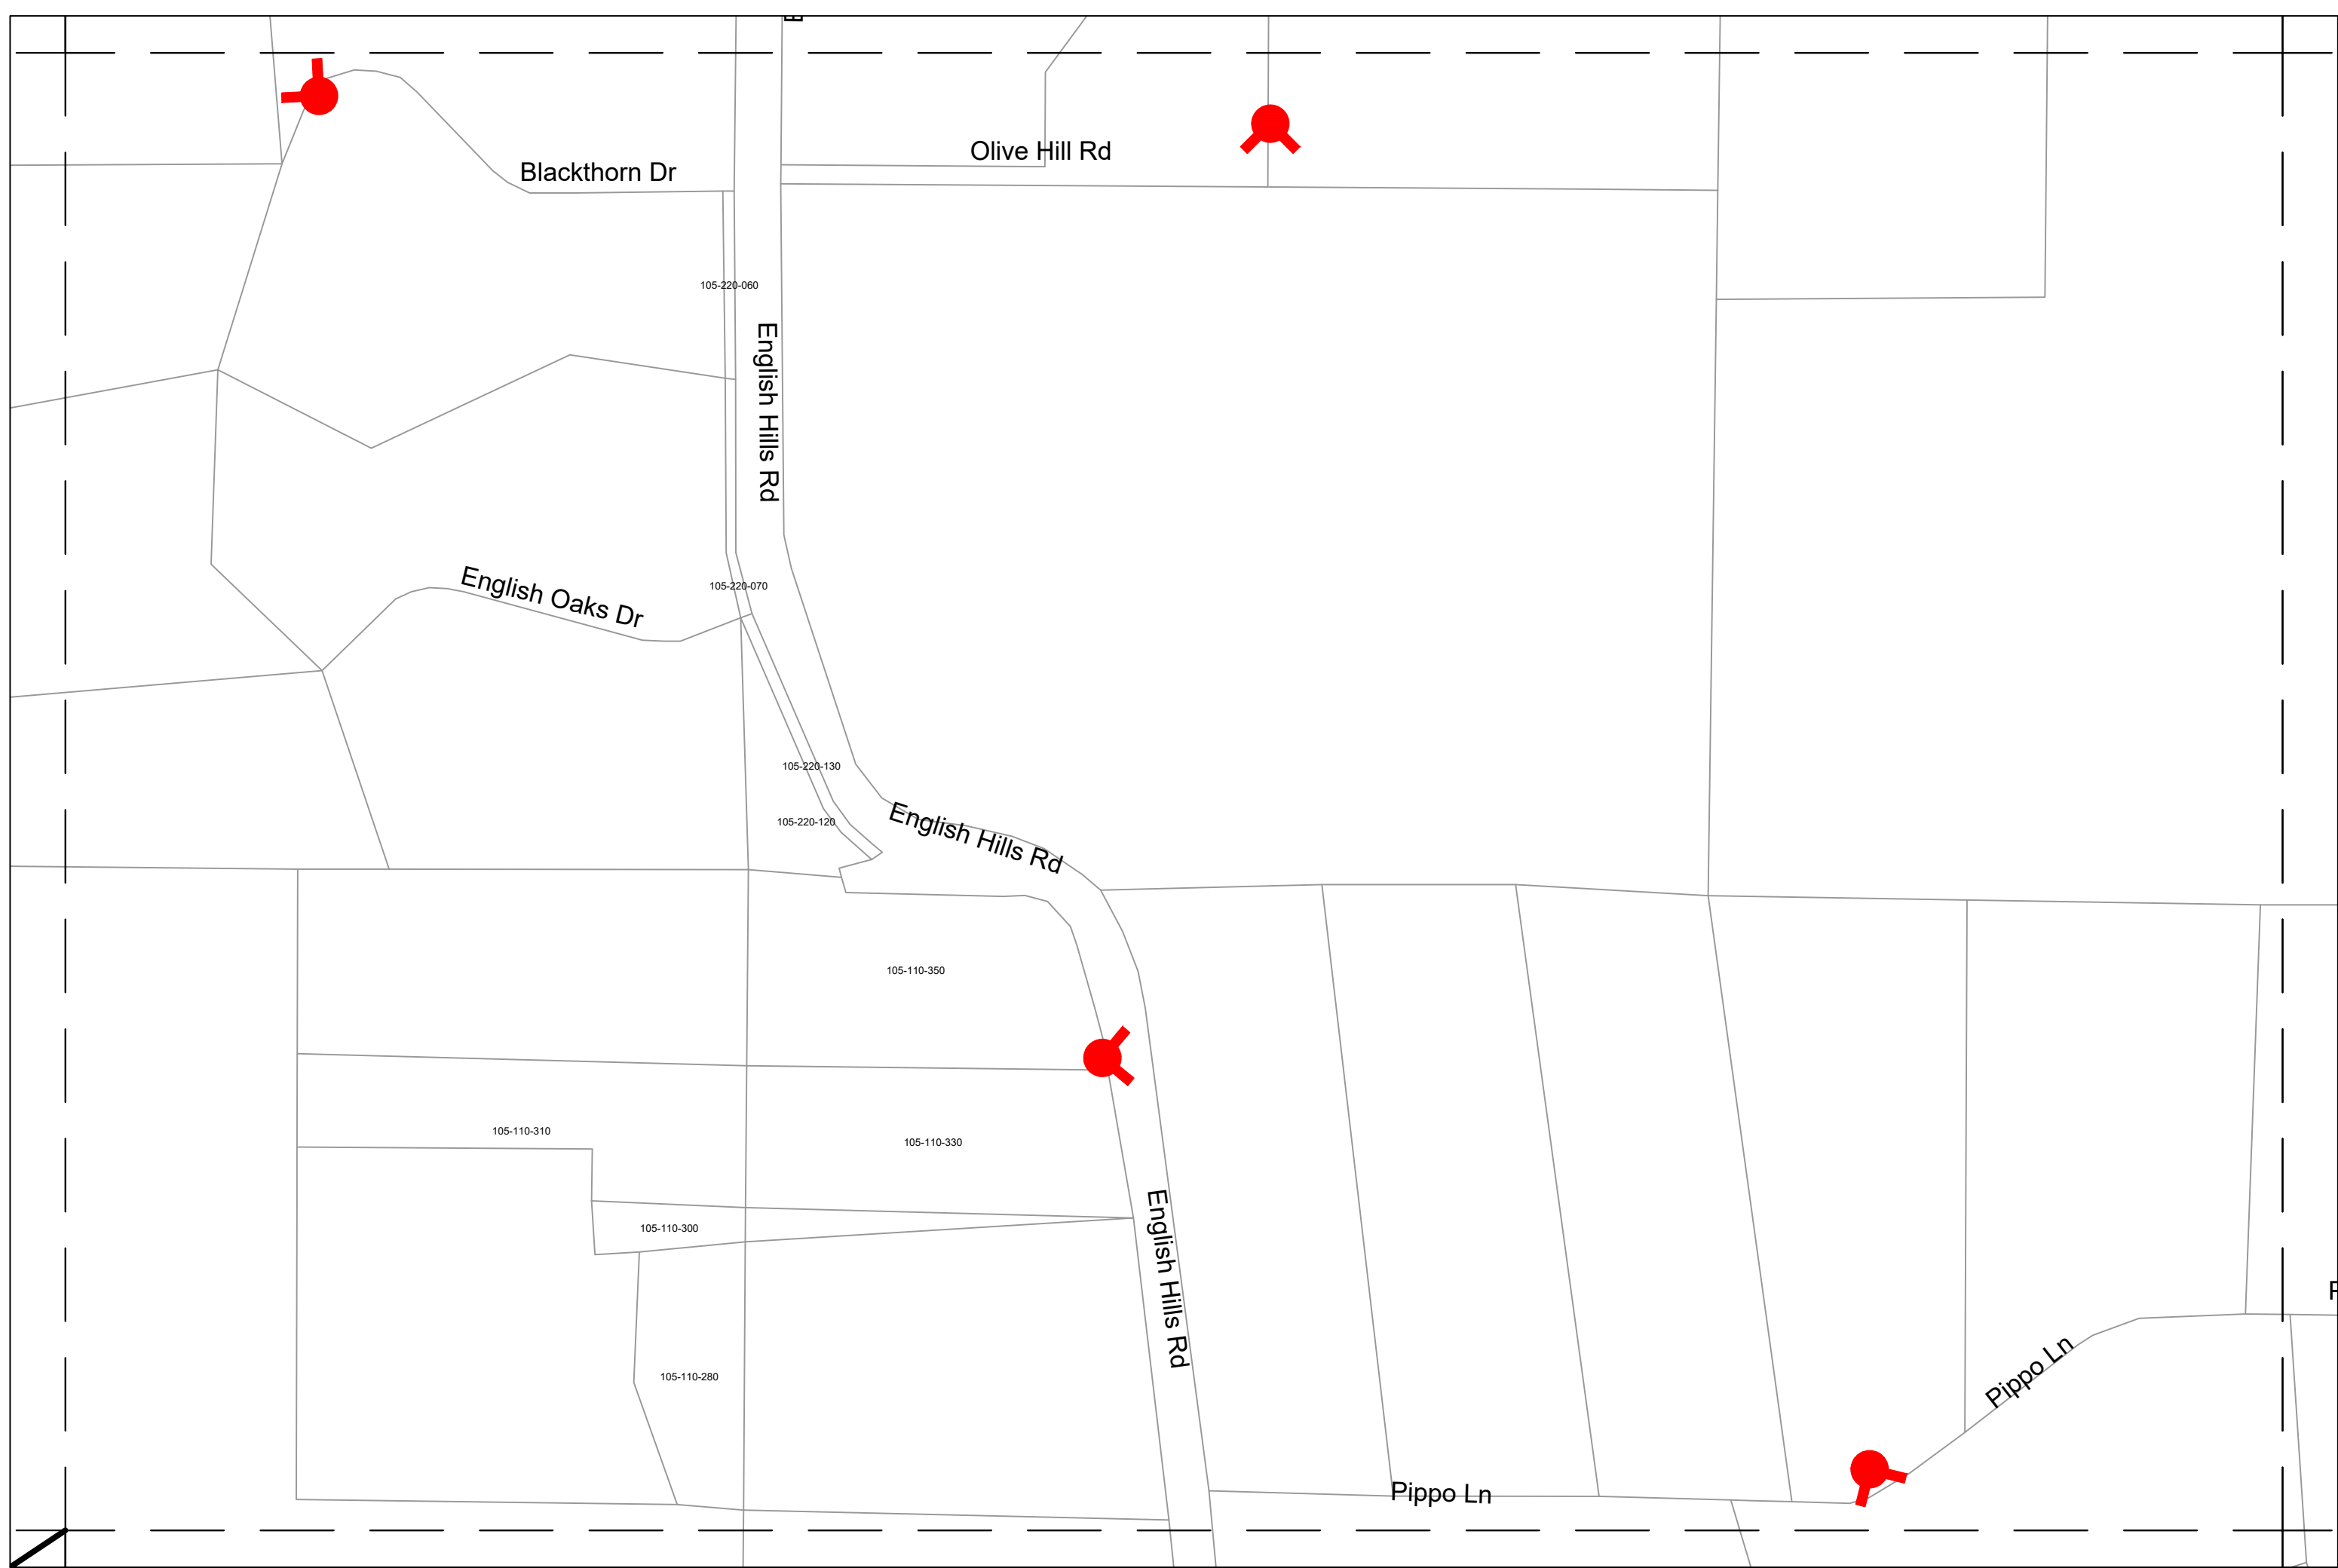 Blackthorn Dr
Olive Hill Rd
105-220-060
English Hills Rd
English Oaks Dr
105-220-070
105-220-130
105-220-120
English Hills Rd
105-110-350
105-110-310
105-110-330
105-110-300
English Hills Rd
105-110-280
Pippo Ln
Pippo Ln